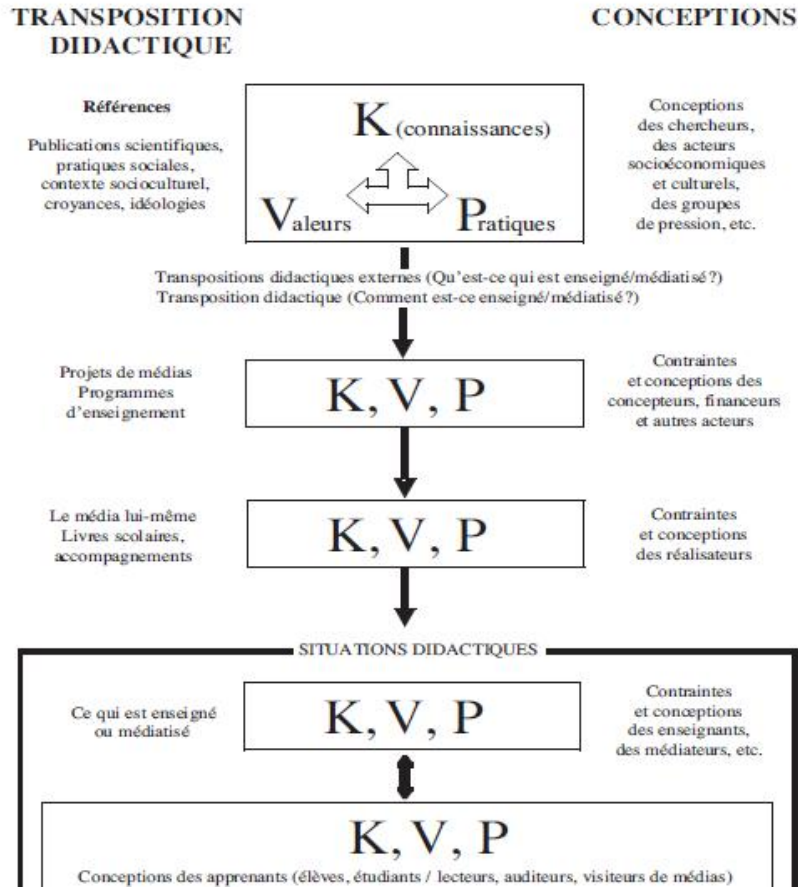 TRANSPOSITION
DIDACTIQUE
CONCEPTIONS
Références
Publications scientifiques,
pratiques sociales,
contexte socioculturel,
croyances, idéologies
K (connaissances)
Valeurs
Pratiques
Conceptions
des chercheurs,
des acteurs
socioéconomiques
et culturels,
des groupes
de pression, etc.
Transpositions didactiques externes (Qu'est-ce qui est enseigné/médiatisé?)
Transposition didactique (Comment est-ce enseigné/médiatisé?)
Projets de médias
Programmes
d'enseignement
K, V, P
Contraintes
et conceptions des
concepteurs, financeurs
et autres acteurs
Le média lui-même
Livres scolaires,
accompagnements
K, V, P
Contraintes
et conceptions
des réalisateurs
SITUATIONS DIDACTIQUES
Ce qui est enseigné
ou médiatisé
K, V, P
Contraintes
et conceptions
des enseignants,
des médiateurs, etc.
K, V, P
Conceptions des apprenants (élèves, étudiants / lecteurs, auditeurs, visiteurs de médias)